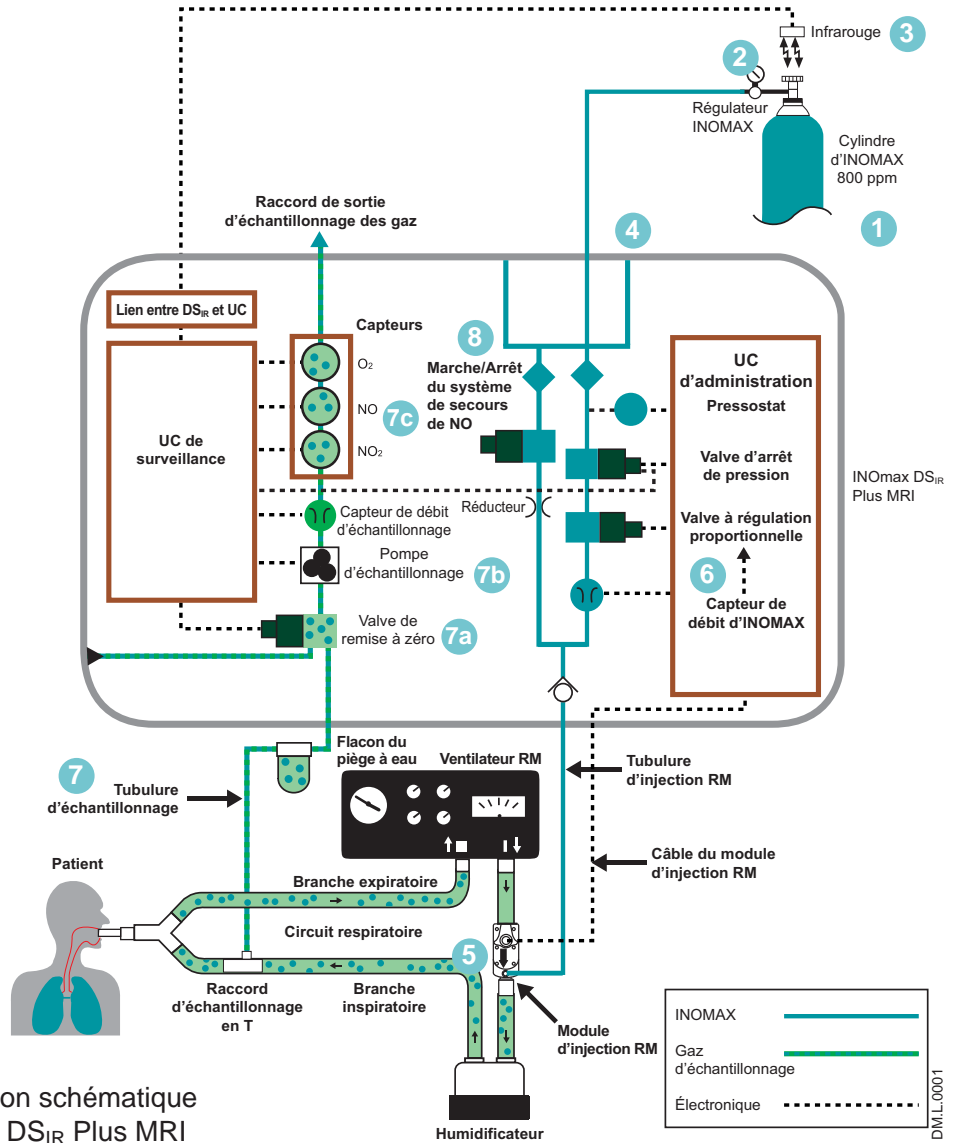 Infrarouge
3
2
Régulateur
INOMAX
Cylindre
d'INOMAX
800 ppm
1
Raccord de sortie
d'échantillonnage des gaz
4
Lien entre DSIR et UC
Capteurs
O2
NO
NO2
7c
UC de
surveillance
8
Marche/Arrêt
du système
de secours
de NO
UC
d'administration
Pressostat
Valve d'arrêt
de pression
Valve à régulation
proportionnelle
6
Capteur de
débit d'INOMAX
INOmax DSIR
Plus MRI
Réducteur
Capteur de débit
d'échantillonnage
Pompe
d'échantillonnage
7b
Valve de
remise à zéro
7a
Flacon du
piège à eau
Ventilateur RM
Tubulure
d'injection RM
7
Tubulure
d'échantillonnage
Câble du module
d'injection RM
Patient
Branche expiratoire
Circuit respiratoire
5
Raccord
d'échantillonnage
en T
Branche
inspiratoire
Module
d'injection RM
Humidificateur
INOMAX
Gaz
d'échantillonnage
Électronique
DM.L.0001
on schématique
DSIR Plus MRI